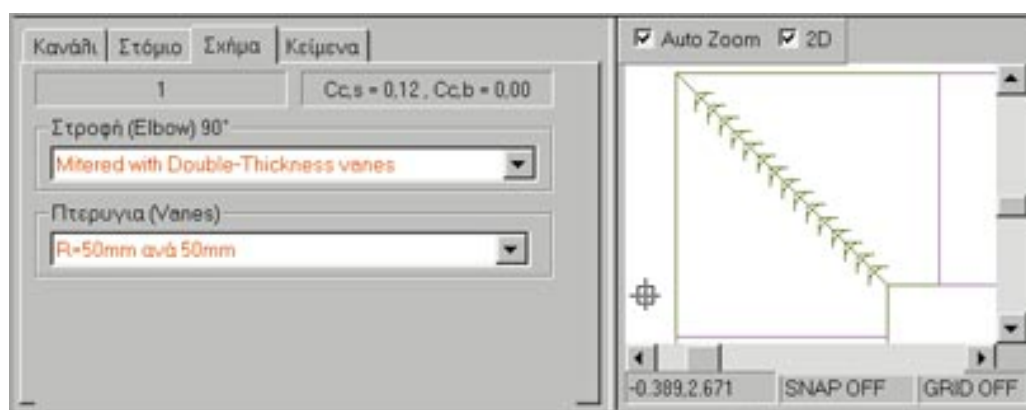 Κανάλι Στόμιο Σχήμα Κείμενα
1 Cc,s = 0,12 , Cc,b = 0,00
Στροφή (Elbow) 90°
Mitered with Double-Thickness vanes
Πτερυγια (Vanes)
R=50mm ανά 50mm
Auto Zoom 2D
-0.389,2.671 SNAP OFF GRID OFF